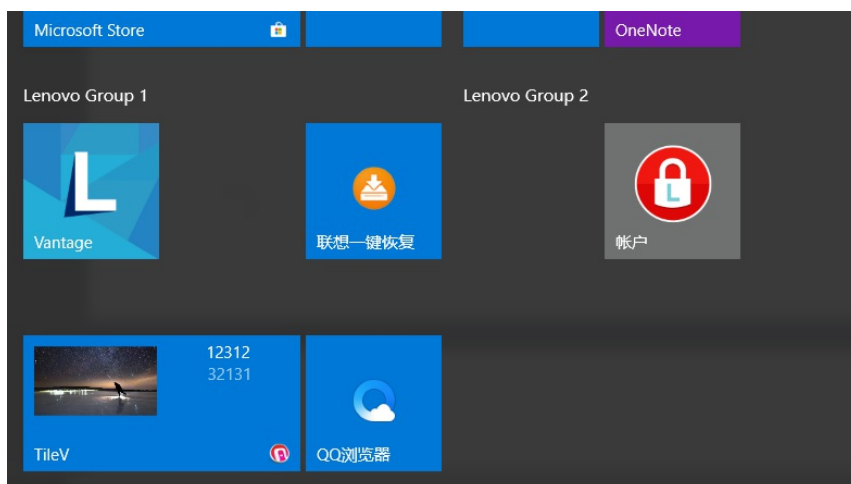 Microsoft Store
OneNote
Lenovo Group 1
Lenovo Group 2
L
Vantage
联想一键恢复
L
帐户
12312
32131
TileV
QQ浏览器